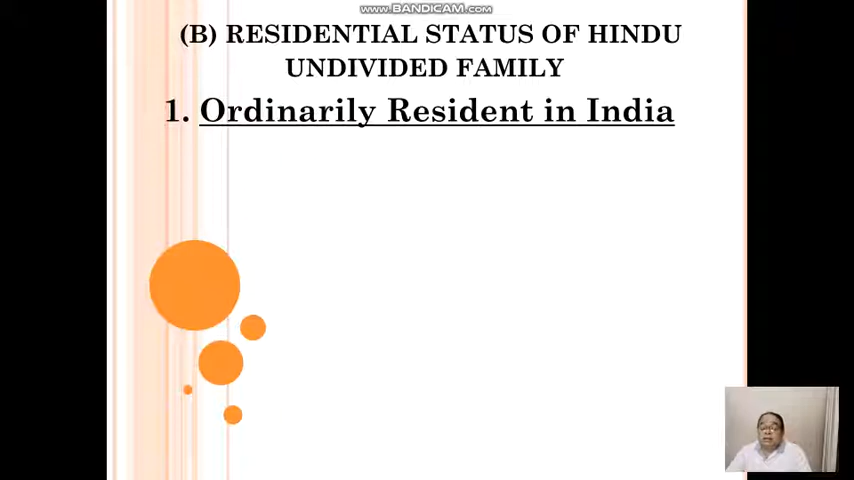 www.BANDICAM.com
(B) RESIDENTIAL STATUS OF HINDU
UNDIVIDED FAMILY
1. Ordinarily Resident in India